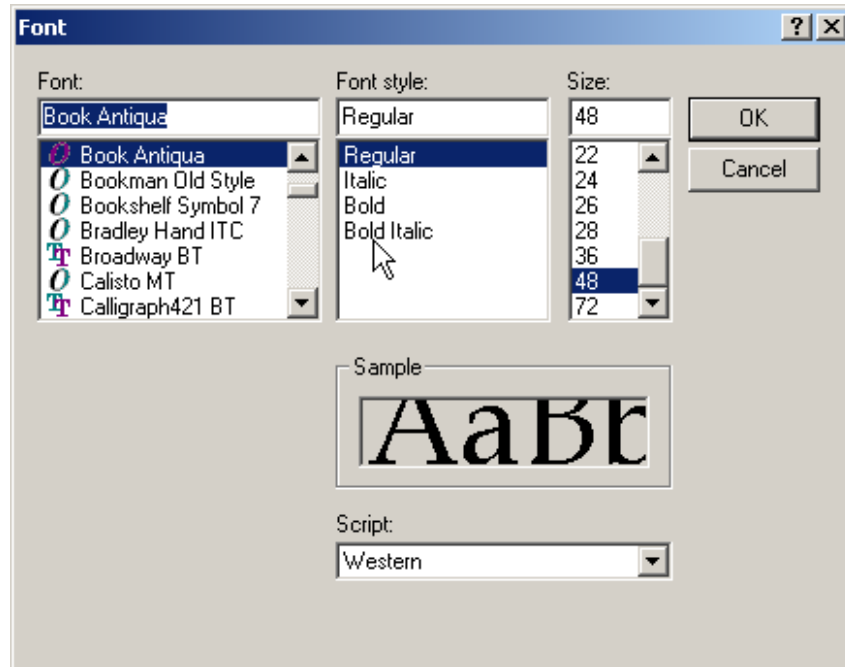 Font
Font:
Font style:
Size:
Book Antiqua
Regular
48
OK
Cancel
Book Antiqua
Bookman Old Style
Bookshelf Symbol 7
Bradley Hand ITC
Broadway BT
Calisto MT
Calligraph421 BT
Regular
Italic
Bold
Bold Italic
22
24
26
28
36
48
72
Sample
AaBb
Script:
Western